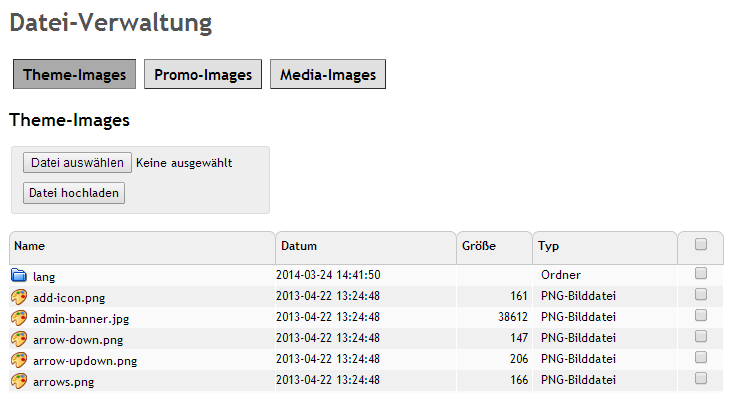 Datei-Verwaltung
Theme-Images Promo-Images Media-Images
Theme-Images
Datei auswählen Keine ausgewählt
Datei hochladen
Name Datum Größe Typ
lang 2014-03-24 14:41:50 Ordner
add-icon.png 2013-04-22 13:24:48 161 PNG-Bilddatei
admin-banner.jpg 2013-04-22 13:24:48 38612 PNG-Bilddatei
arrow-down.png 2013-04-22 13:24:48 147 PNG-Bilddatei
arrow-updown.png 2013-04-22 13:24:48 206 PNG-Bilddatei
arrows.png 2013-04-22 13:24:48 166 PNG-Bilddatei